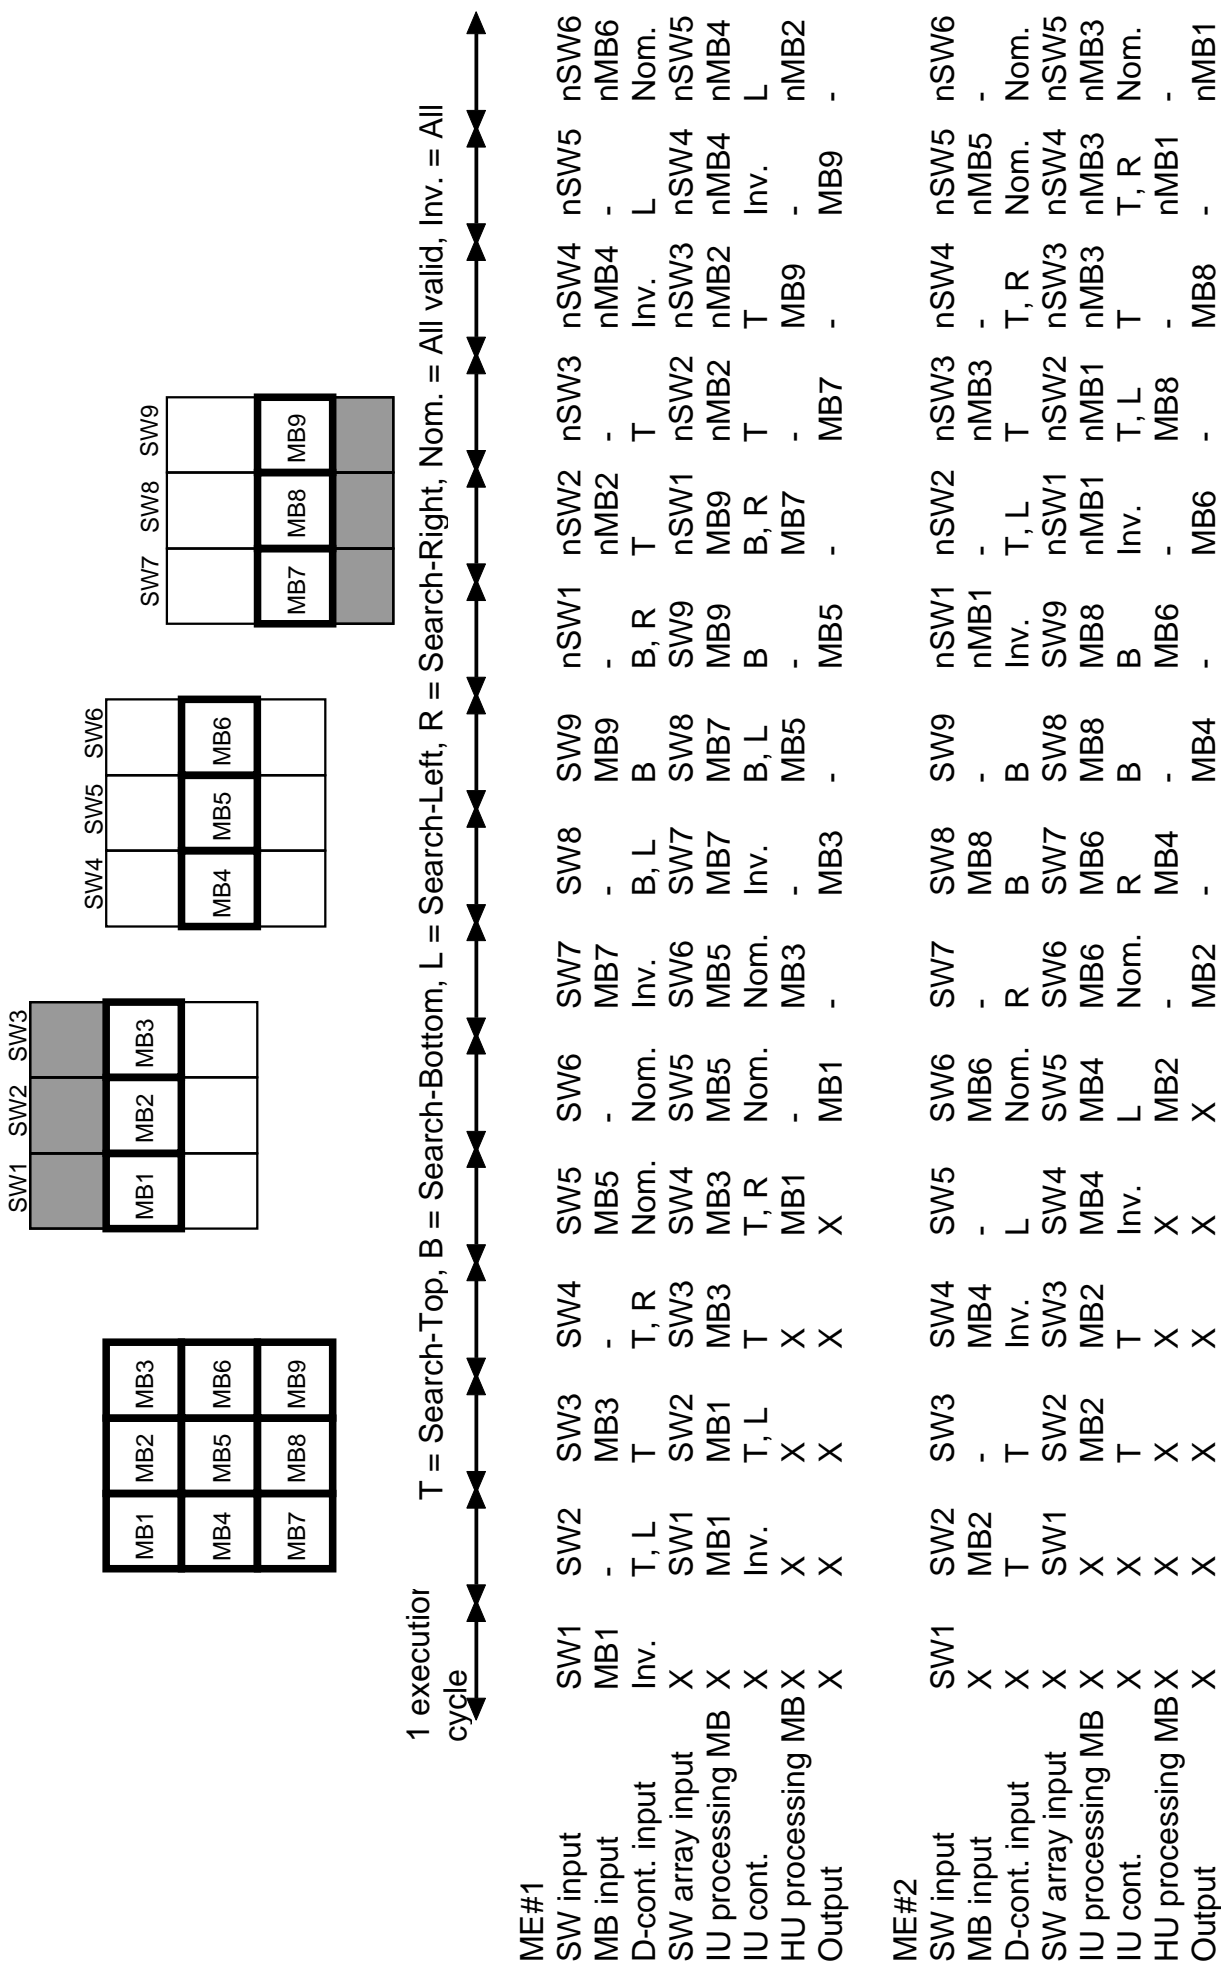 SW1 SW2 SW3
SW4 SW5 SW6
SW7 SW8 SW9
MB1 MB2 MB3
MB4 MB5 MB6
MB7 MB8 MB9
MB1 MB2 MB3
MB4 MB5 MB6
MB7 MB8 MB9
1 execution
cycle
T = Search-Top, B = Search-Bottom, L = Search-Left, R = Search-Right, Nom. = All valid, Inv. = All
ME#1
SW input SW1 SW2 SW3 SW4 SW5 SW6 SW7 SW8 SW9 nSW1 nSW2 nSW3 nSW4 nSW5 nSW6
MB input MB1 - MB3 - MB5 - MB7 - MB9 - nMB2 - nMB4 - nMB6
D-cont. input Inv. T, L T T, R Nom. Nom. Inv. B, L B B, R T T Inv. L Nom.
SW array input X SW1 SW2 SW3 SW4 SW5 SW6 SW7 SW8 SW9 nSW1 nSW2 nSW3 nSW4 nSW5
IU processing MB X MB1 MB1 MB3 MB3 MB5 MB5 MB7 MB7 MB9 MB9 nMB2 nMB2 nMB4 nMB4
IU cont. X Inv. T, L T T, R Nom. Nom. Inv. B, L B B, R T T Inv. L
HU processing MB X X X X MB1 - MB3 - MB5 - MB7 - MB9 - nMB2
Output X X X X X MB1 - MB3 - MB5 - MB7 - MB9 -
ME#2
SW input SW1 SW2 SW3 SW4 SW5 SW6 SW7 SW8 SW9 nSW1 nSW2 nSW3 nSW4 nSW5 nSW6
MB input X MB2 - MB4 - MB6 - MB8 - nMB1 - nMB3 - nMB5 -
D-cont. input X T T Inv. L Nom. R B B Inv. T, L T T, R Nom. Nom.
SW array input X SW1 SW2 SW3 SW4 SW5 SW6 SW7 SW8 SW9 nSW1 nSW2 nSW3 nSW4 nSW5
IU processing MB X X MB2 MB2 MB4 MB4 MB6 MB6 MB8 MB8 nMB1 nMB1 nMB3 nMB3 nMB3
IU cont. X X T T Inv. L Nom. R B B Inv. T, L T T, R Nom.
HU processing MB X X X X X MB2 - MB4 - MB6 - MB8 - nMB1 -
Output X X X X X X MB2 - MB4 - MB6 - MB8 - nMB1